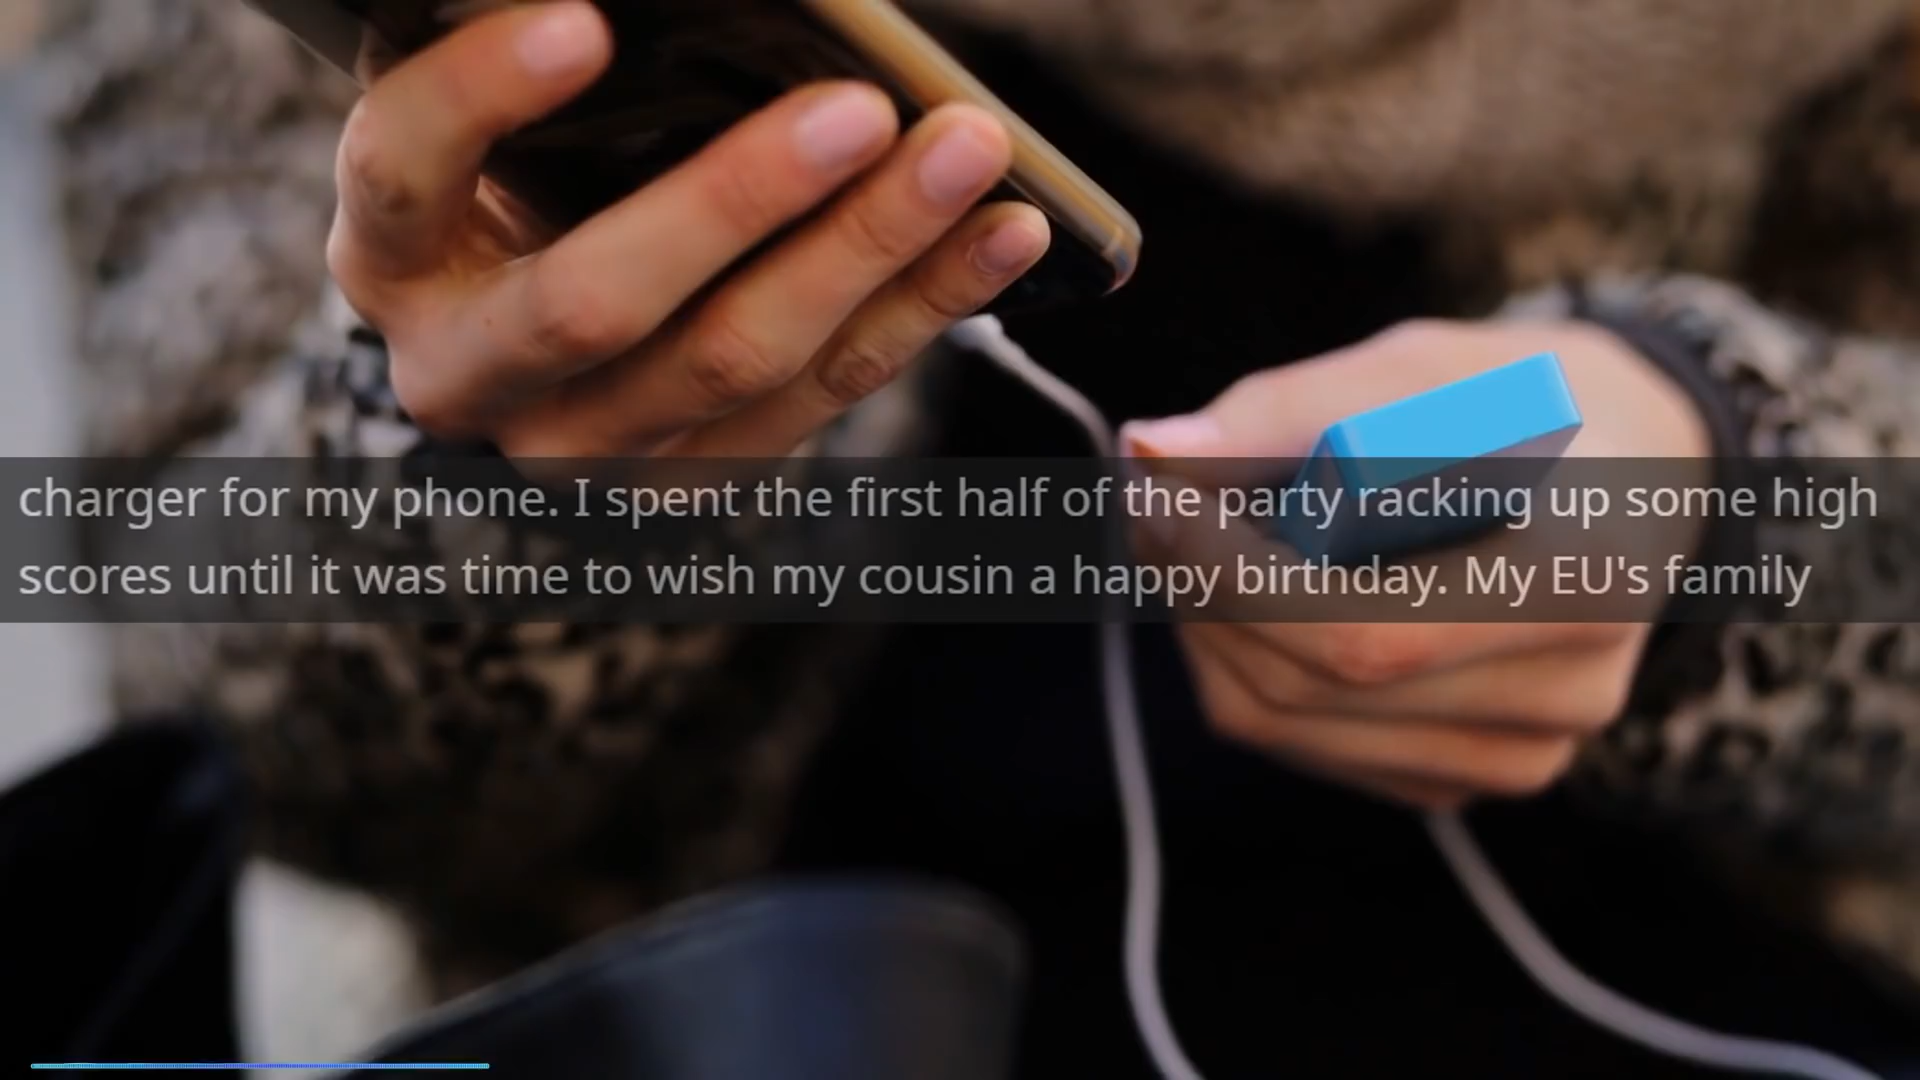 charger for my phone. I spent the first half of the party racking up some high
scores until it was time to wish my cousin a happy birthday. My EU's family